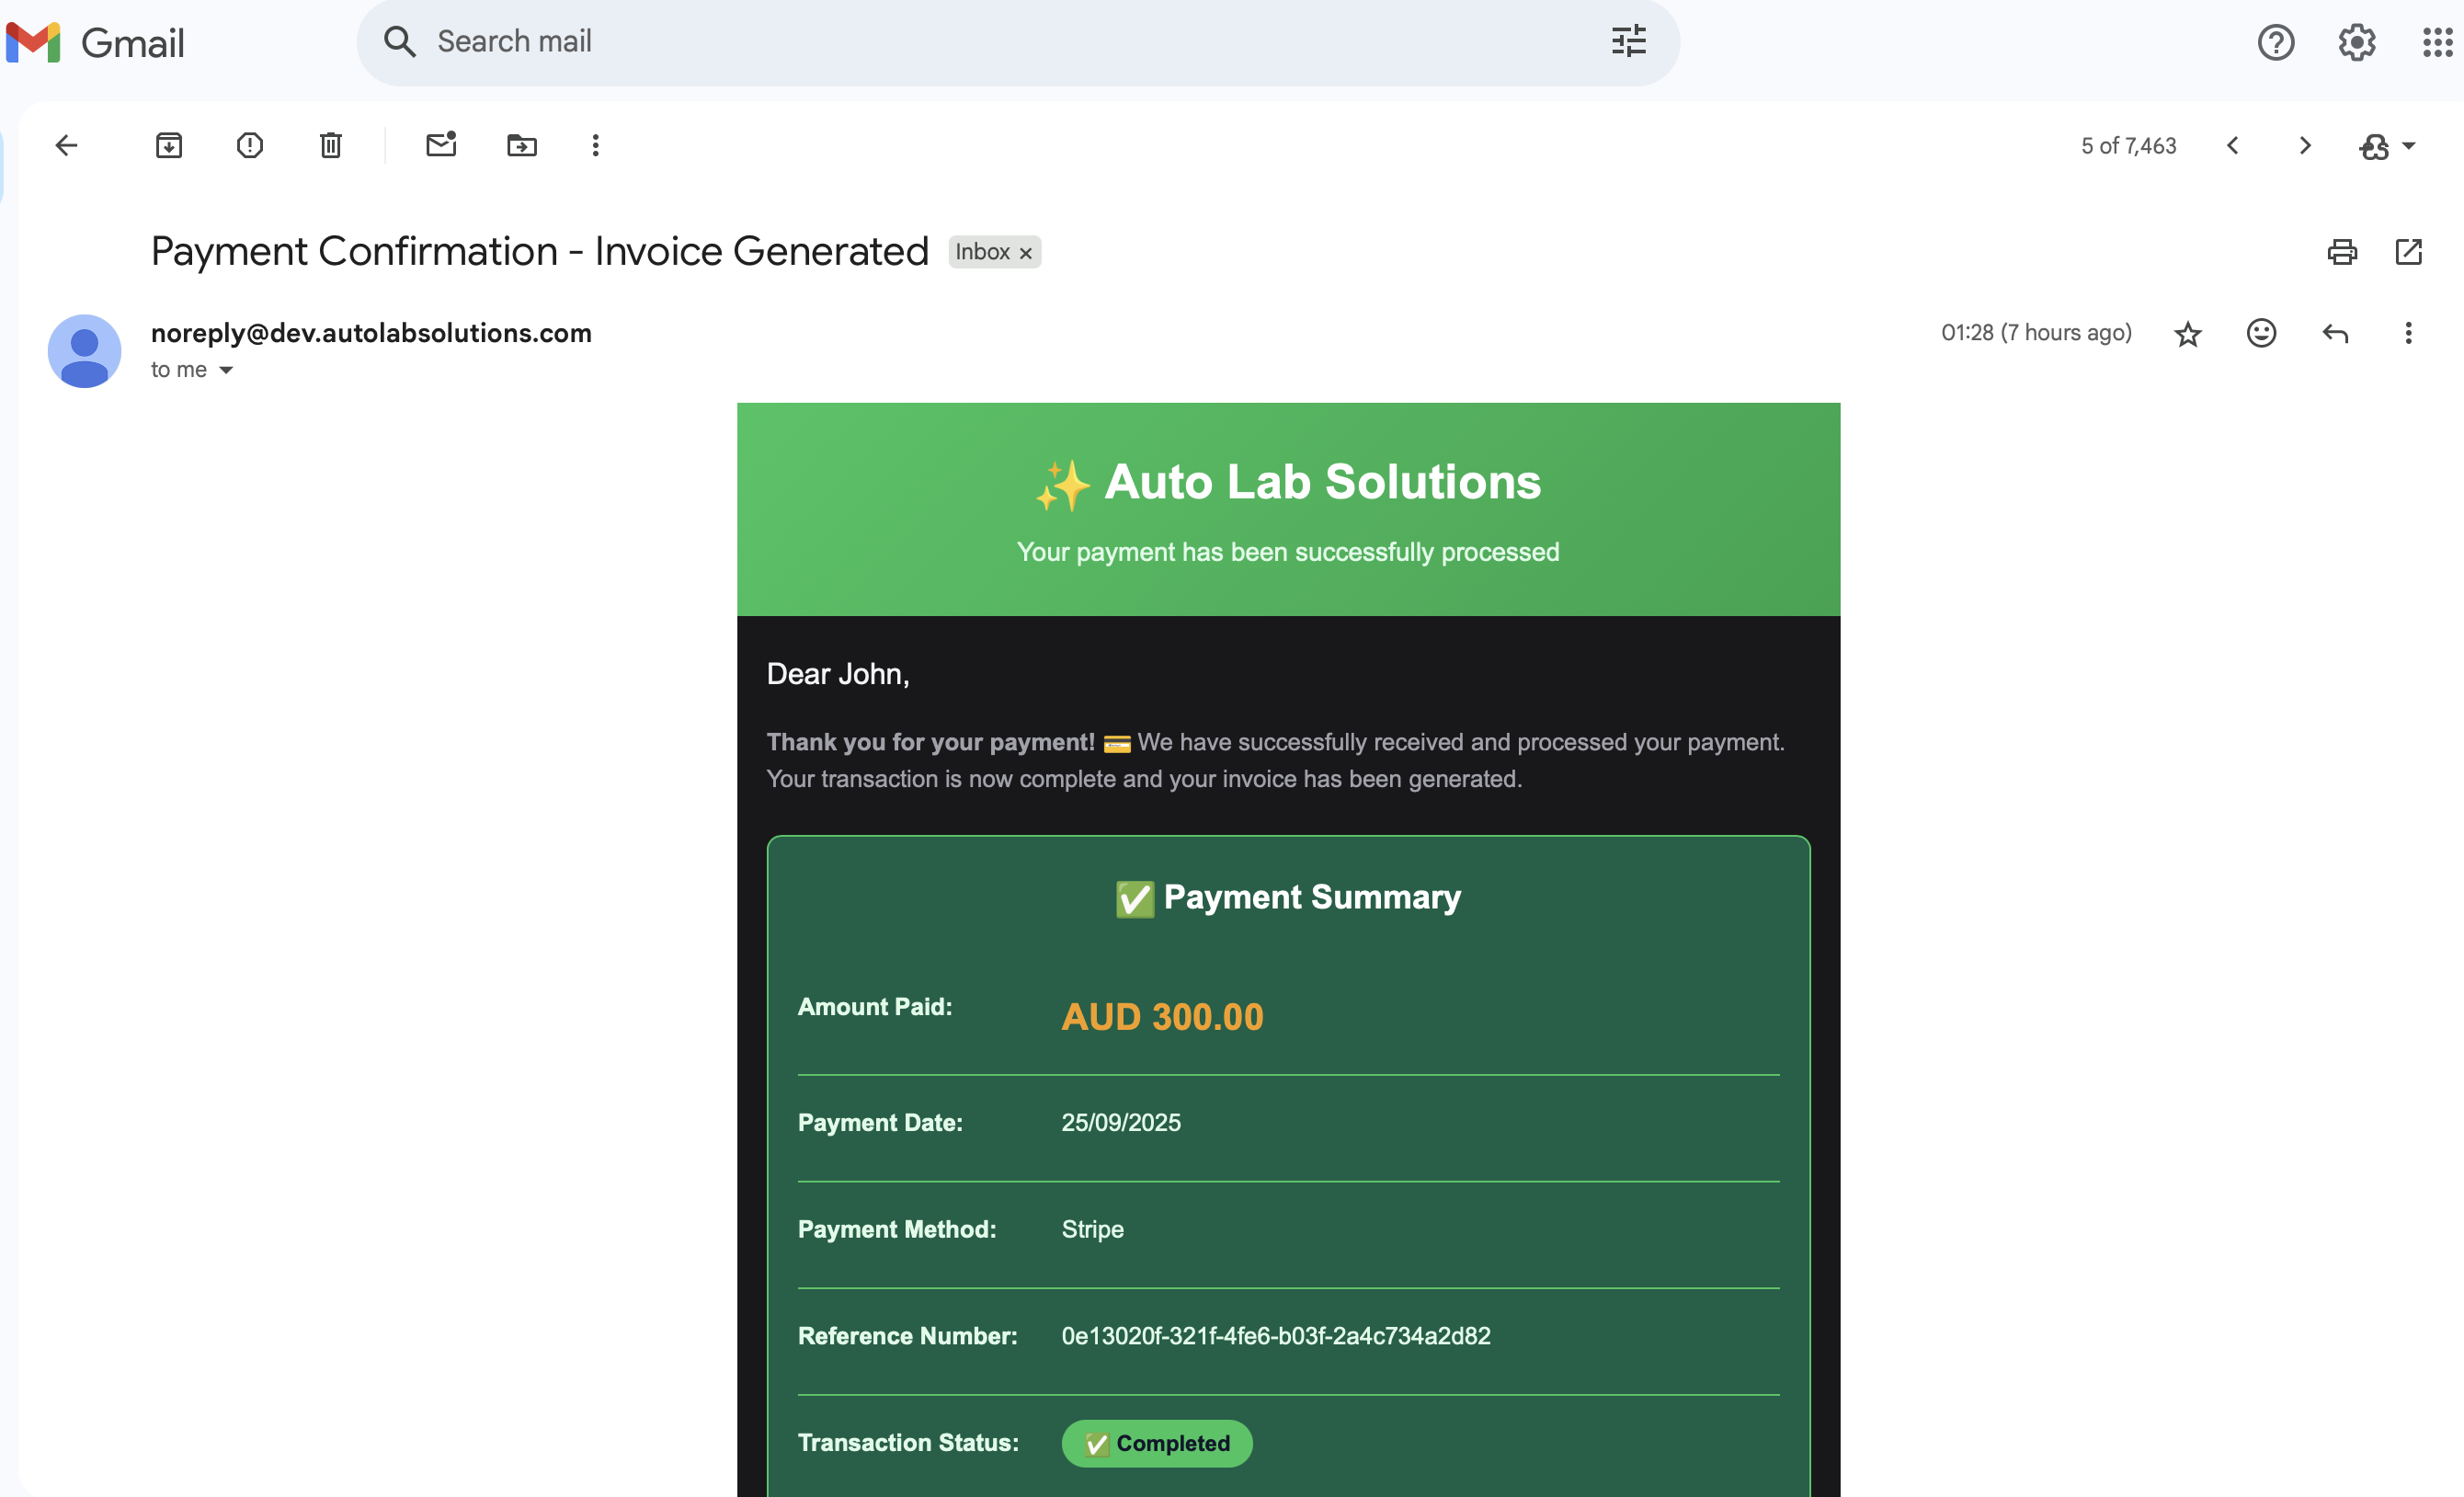 Gmail
Search mail
5 of 7,463
Payment Confirmation - Invoice Generated Inbox ×
noreply@dev.autolabsolutions.com
01:28 (7 hours ago)
to me
✨ Auto Lab Solutions
Your payment has been successfully processed
Dear John,
Thank you for your payment! 💳 We have successfully received and processed your payment.
Your transaction is now complete and your invoice has been generated.
✅ Payment Summary
Amount Paid: AUD 300.00
Payment Date: 25/09/2025
Payment Method: Stripe
Reference Number: 0e13020f-321f-4fe6-b03f-2a4c734a2d82
Transaction Status: ✅ Completed